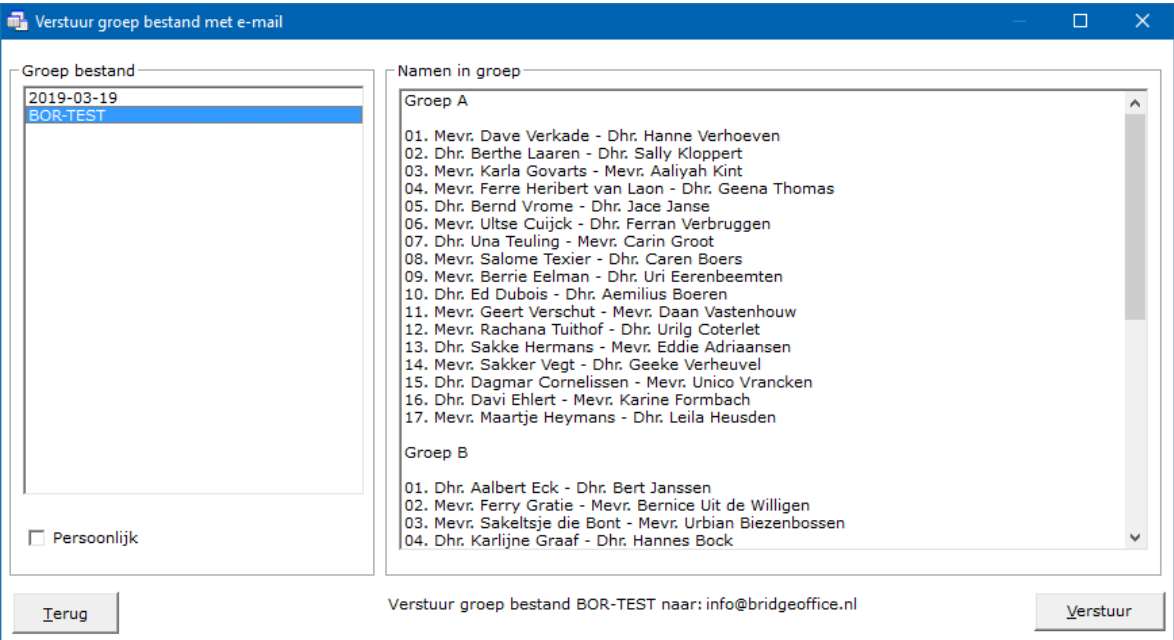 Verstuur groep bestand met e-mail
Groep bestand
2019-03-19
BOR-TEST
Persoonlijk
Namen in groep
Groep A
01. Mevr. Dave Verkade - Dhr. Hanne Verhoeven
02. Dhr. Berthe Laaren - Dhr. Sally Kloppert
03. Mevr. Karla Govarts - Mevr. Aaliyah Kint
04. Mevr. Ferre Heribert van Laon - Dhr. Geena Thomas
05. Dhr. Bernd Vrome - Dhr. Jace Janse
06. Mevr. Ultse Cuijck - Dhr. Ferran Verbruggen
07. Dhr. Una Teuling - Mevr. Carin Groot
08. Mevr. Salome Texier - Dhr. Caren Boers
09. Mevr. Berrie Eelman - Dhr. Uri Eerenbeemten
10. Dhr. Ed Dubois - Dhr. Aemilius Boeren
11. Mevr. Geert Verschut - Mevr. Daan Vastenhouw
12. Mevr. Rachana Tuithof - Dhr. Urilg Coterlet
13. Dhr. Sakke Hermans - Mevr. Eddie Adriaansen
14. Mevr. Sakker Vegt - Dhr. Geeke Verheuvel
15. Dhr. Dagmar Cornelissen - Mevr. Unico Vrancken
16. Dhr. Davi Ehlert - Mevr. Karine Formbach
17. Mevr. Maartje Heymans - Dhr. Leila Heusden
Groep B
01. Dhr. Aalbert Eck - Dhr. Bert Janssen
02. Mevr. Ferry Gratie - Mevr. Bernice Uit de Willigen
03. Mevr. Sakeltsje die Bont - Mevr. Urbian Biezenbossen
04. Dhr. Karlijne Graaf - Dhr. Hannes Bock
Terug
Verstuur groep bestand BOR-TEST naar: info@bridgeoffice.nl
Verstuur